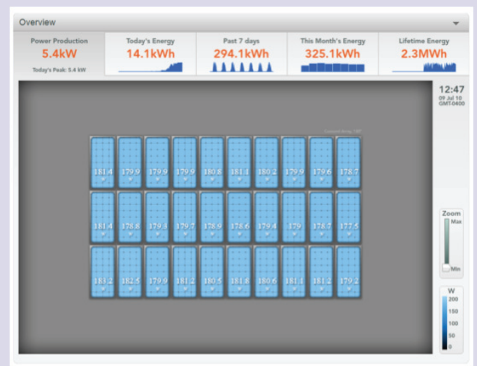 Overview
Power Production
5.4kW
Today's Peak: 5.4 kW
Today's Energy
14.1kWh
Past 7 days
294.1kWh
This Month's Energy
325.1kWh
Lifetime Energy
2.3MWh
12:47
09 Jul 10
GMT-0400
181.4 179.9 179.9 179.9 180.8 181.1 180.2 179.9 179.6 178.7
181.4 178.8 179.3 179.7 178.9 178.6 179.4 179 178.7 177.5
181.2 182.5 179.9 181.2 180.5 181.8 180.6 181.1 181.2 179.2
Zoom
Max
Min
W
200
150
100
50
0